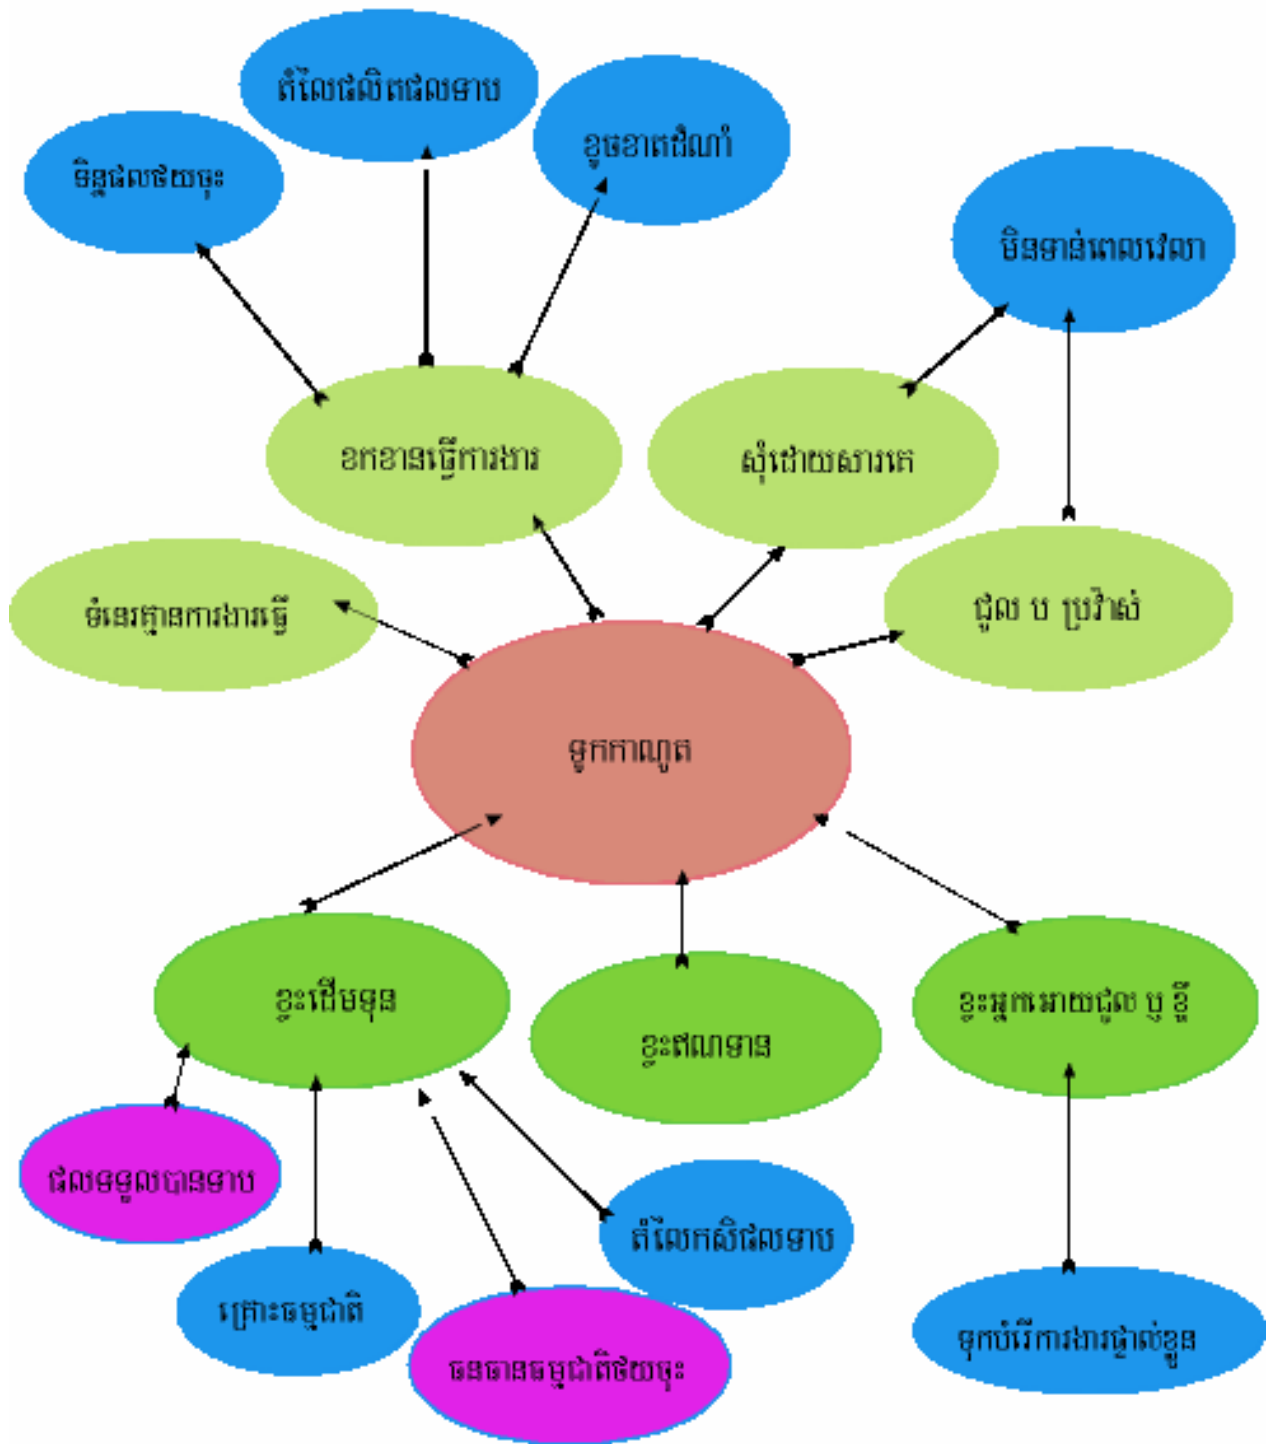 តំលៃផលិតផលទាប
ខូចខាតដំណាំ
ទិន្នផលថយចុះ
មិនទាន់ពេលវេលា
ខកខានធ្វើការងារ
សុំដោយសារគេ
ទំនេរគ្មានការងារធ្វើ
ជួល ប ប្រវ៉ាស់
ទូកកាណូត
ខ្វះដើមទុន
ខ្វះឥណទាន
ខ្វះអ្នកអោយជួល ឬ ខ្ចី
ផលទទួលបានទាប
តំលៃកសិផលទាប
គ្រោះធម្មជាតិ
ធនធានធម្មជាតិថយចុះ
ទុកបំរើការងារផ្ទាល់ខ្លួន